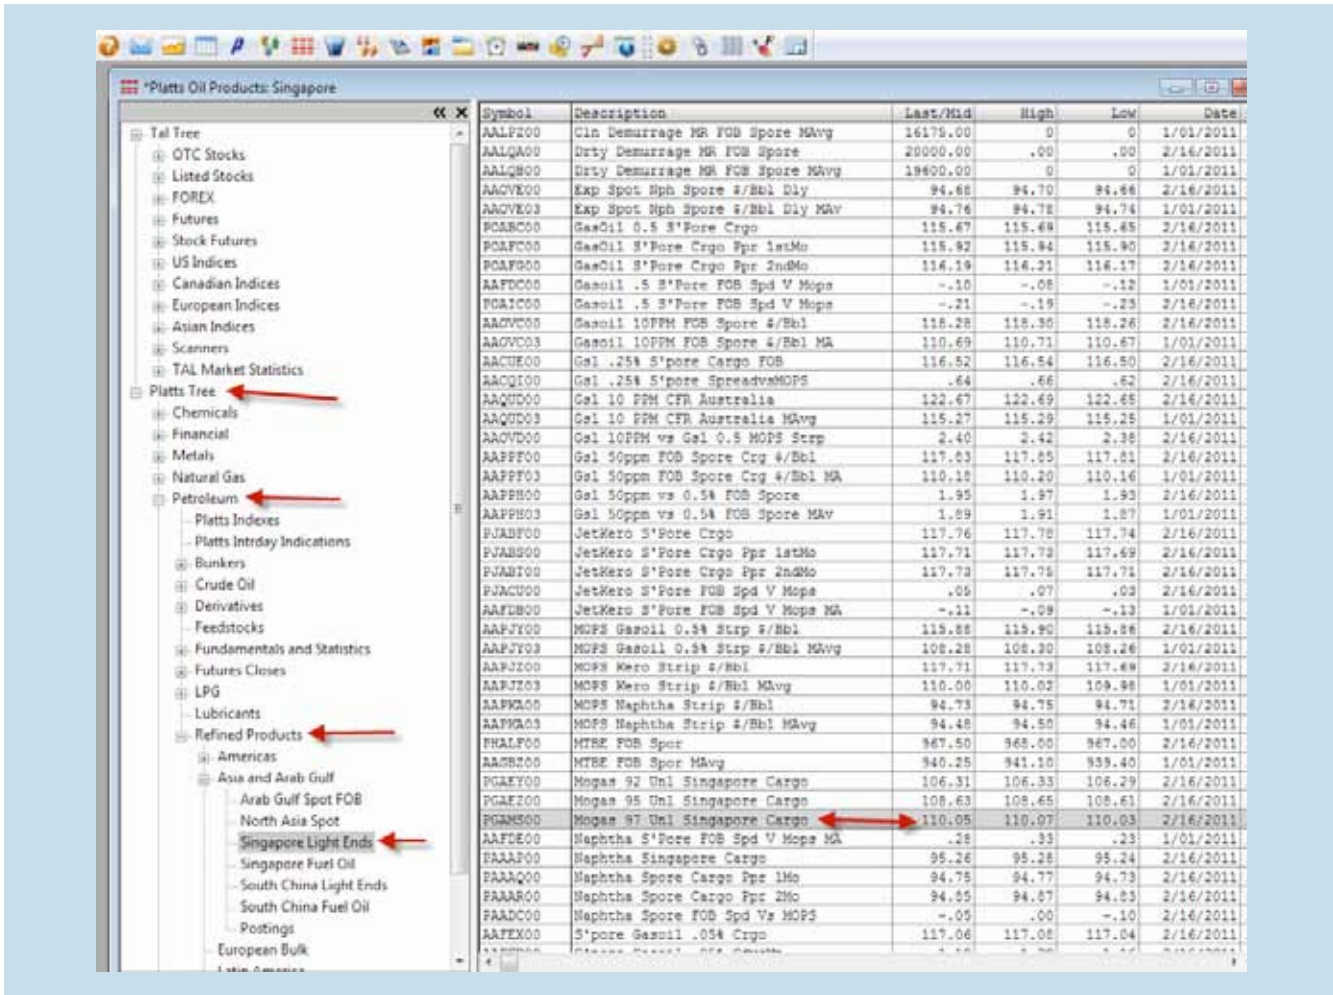 *Platts Oil Products: Singapore
Tal Tree
OTC Stocks
Listed Stocks
FOREX
Futures
Stock Futures
US Indices
Canadian Indices
European Indices
Asian Indices
Scanners
TAL Market Statistics
Platts Tree
Chemicals
Financial
Metals
Natural Gas
Petroleum
Platts Indexes
Platts Intrday Indications
Bunkers
Crude Oil
Derivatives
Feedstocks
Fundamentals and Statistics
Futures Closes
LPG
Lubricants
Refined Products
Americas
Asia and Arab Gulf
Arab Gulf Spot FOB
North Asia Spot
Singapore Light Ends
Singapore Fuel Oil
South China Light Ends
South China Fuel Oil
Postings
European Bulk
Latin America
Symbol Description Last/Mid High Low Date
AALPZ00 Cln Demurrage MR FOB Spore MAvg 16175.00 0 0 1/01/2011
AALQA00 Drty Demurrage MR FOB Spore 20000.00 .00 .00 2/16/2011
AALQB00 Drty Demurrage MR FOB Spore MAvg 19600.00 0 0 1/01/2011
AAOVE00 Exp Spot Nph Spore $/Bbl Dly 94.68 94.70 94.66 2/16/2011
AAOVE03 Exp Spot Nph Spore $/Bbl Dly MAv 94.76 94.78 94.74 1/01/2011
POABC00 GasOil 0.5 S'Pore Crgo 115.67 115.69 115.65 2/16/2011
POAFC00 GasOil S'Pore Crgo Ppr 1stMo 115.92 115.94 115.90 2/16/2011
POAFG00 GasOil S'Pore Crgo Ppr 2ndMo 116.19 116.21 116.17 2/16/2011
AAFDC00 Gasoil .5 S'Pore FOB Spd V Mops -.10 -.08 -.12 1/01/2011
POAIC00 Gasoil .5 S'Pore FOB Spd V Mops -.21 -.19 -.23 2/16/2011
AAOVC00 Gasoil 10PPM FOB Spore $/Bbl 118.28 118.30 118.26 2/16/2011
AAOVC03 Gasoil 10PPM FOB Spore $/Bbl MA 110.69 110.71 110.67 1/01/2011
AACUE00 Gsl .25% S'pore Cargo FOB 116.52 116.54 116.50 2/16/2011
AACQI00 Gsl .25% S'pore SpreadvsMOPS .64 .66 .62 2/16/2011
AAQUD00 Gsl 10 PPM CFR Australia 122.67 122.69 122.65 2/16/2011
AAQUD03 Gsl 10 PPM CFR Australia MAvg 115.27 115.29 115.25 1/01/2011
AAOVD00 Gsl 10PPM vs Gsl 0.5 MOPS Strp 2.40 2.42 2.38 2/16/2011
AAPPF00 Gsl 50ppm FOB Spore Crg $/Bbl 117.83 117.85 117.81 2/16/2011
AAPPF03 Gsl 50ppm FOB Spore Crg $/Bbl MA 110.18 110.20 110.16 1/01/2011
AAPPH00 Gsl 50ppm vs 0.5% FOB Spore 1.95 1.97 1.93 2/16/2011
AAPPH03 Gsl 50ppm vs 0.5% FOB Spore MAv 1.89 1.91 1.87 1/01/2011
PJABF00 JetKero S'Pore Crgo 117.76 117.78 117.74 2/16/2011
PJABS00 JetKero S'Pore Crgo Ppr 1stMo 117.71 117.73 117.69 2/16/2011
PJABT00 JetKero S'Pore Crgo Ppr 2ndMo 117.73 117.75 117.71 2/16/2011
PJACU00 JetKero S'Pore FOB Spd V Mops .05 .07 .03 2/16/2011
AAFDB00 JetKero S'Pore FOB Spd V Mops MA -.11 -.09 -.13 1/01/2011
AAPJY00 MOPS Gasoil 0.5% Strp $/Bbl 115.88 115.90 115.86 2/16/2011
AAPJY03 MOPS Gasoil 0.5% Strp $/Bbl MAvg 108.28 108.30 108.26 1/01/2011
AAPJZ00 MOPS Kero Strip $/Bbl 117.71 117.73 117.69 2/16/2011
AAPJZ03 MOPS Kero Strip $/Bbl MAvg 110.00 110.02 109.98 1/01/2011
AAPKA00 MOPS Naphtha Strip $/Bbl 94.73 94.75 94.71 2/16/2011
AAPKA03 MOPS Naphtha Strip $/Bbl MAvg 94.48 94.50 94.46 1/01/2011
PHALF00 MTBE FOB Spor 967.50 968.00 967.00 2/16/2011
AAGBZ00 MTBE FOB Spor MAvg 940.25 941.10 939.40 1/01/2011
PGAEY00 Mogas 92 Unl Singapore Cargo 106.31 106.33 106.29 2/16/2011
PGAEZ00 Mogas 95 Unl Singapore Cargo 108.63 108.65 108.61 2/16/2011
PGAMS00 Mogas 97 Unl Singapore Cargo 110.05 110.07 110.03 2/16/2011
AAFDE00 Naphtha S'Pore FOB Spd V Mops MA .28 .33 .23 1/01/2011
PAAAP00 Naphtha Singapore Cargo 95.26 95.28 95.24 2/16/2011
PAAAQ00 Naphtha Spore Cargo Ppr 1Mo 94.75 94.77 94.73 2/16/2011
PAAAR00 Naphtha Spore Cargo Ppr 2Mo 94.85 94.87 94.83 2/16/2011
PAADC00 Naphtha Spore FOB Spd Vs MOPS -.05 .00 -.10 2/16/2011
AAFEX00 S'pore Gasoil .05% Crgo 117.06 117.08 117.04 2/16/2011